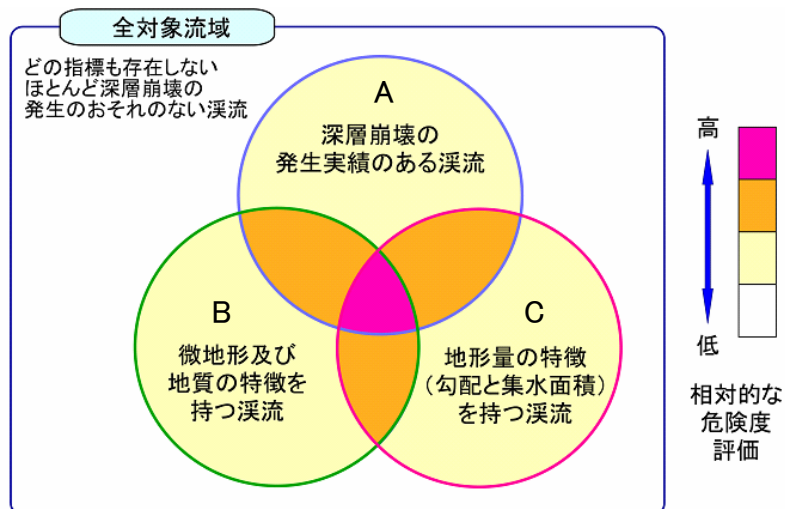 全対象流域
どの指標も存在しない
ほとんど深層崩壊の
発生のおそれのない渓流
A
深層崩壊の
発生実績のある渓流
B
微地形及び
地質の特徴を
持つ渓流
C
地形量の特徴
（勾配と集水面積）
を持つ渓流
高
低
相対的な
危険度
評価